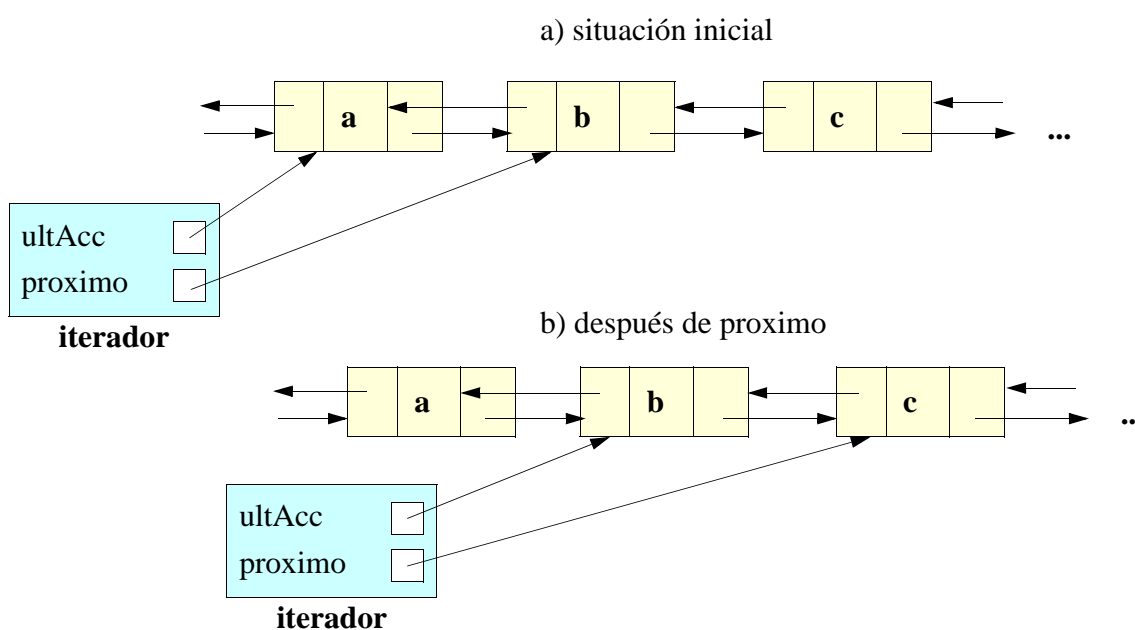 a) situación inicial
a b c ...
ultAcc
proximo
iterador
b) después de proximo
a b c ..
ultAcc
proximo
iterador